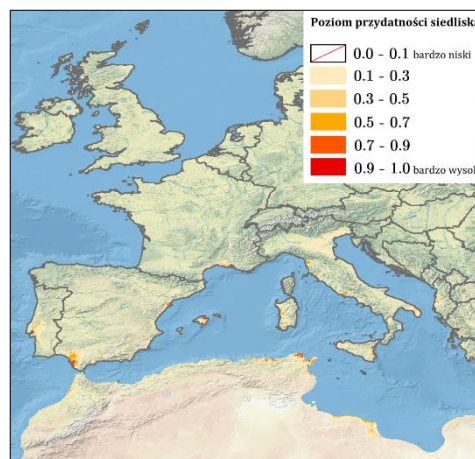 Poziom przydatności siedliska
0.0 - 0.1 bardzo niski
0.1 - 0.3
0.3 - 0.5
0.5 - 0.7
0.7 - 0.9
0.9 - 1.0 bardzo wysok